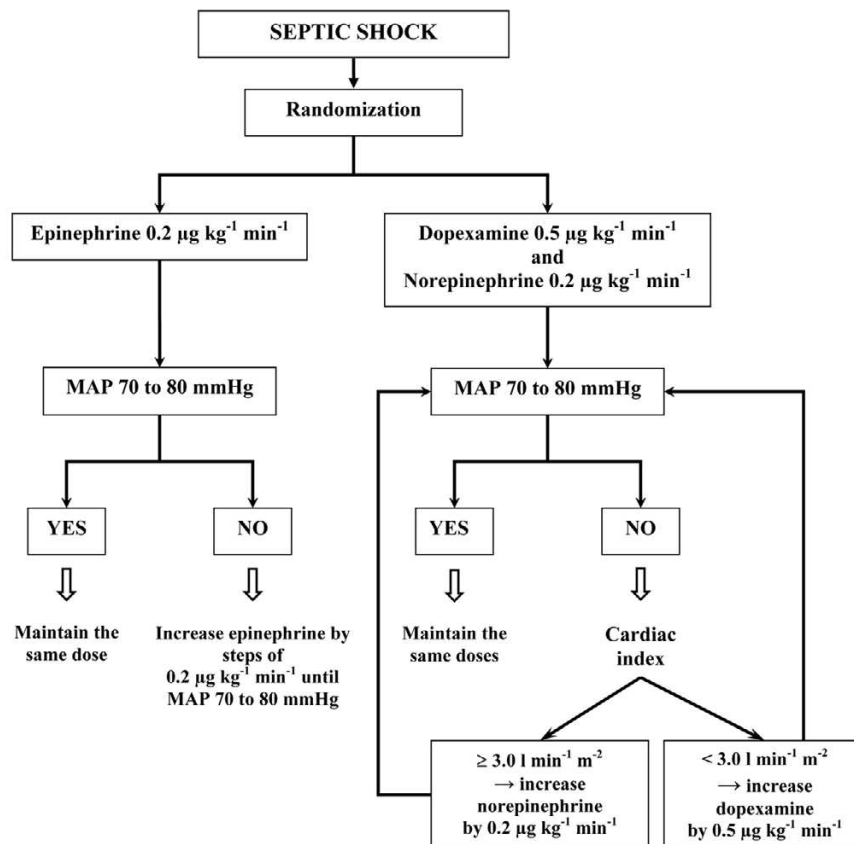 SEPTIC SHOCK
Randomization
Epinephrine 0.2 µg kg⁻¹ min⁻¹
Dopexamine 0.5 µg kg⁻¹ min⁻¹
and
Norepinephrine 0.2 µg kg⁻¹ min⁻¹
MAP 70 to 80 mmHg
MAP 70 to 80 mmHg
YES
NO
YES
NO
Maintain the
same dose
Increase epinephrine by
steps of
0.2 µg kg⁻¹ min⁻¹ until
MAP 70 to 80 mmHg
Maintain the
same doses
Cardiac
index
≥ 3.0 l min⁻¹ m⁻²
→ increase
norepinephrine
by 0.2 µg kg⁻¹ min⁻¹
< 3.0 l min⁻¹ m⁻²
→ increase
dopexamine
by 0.5 µg kg⁻¹ min⁻¹